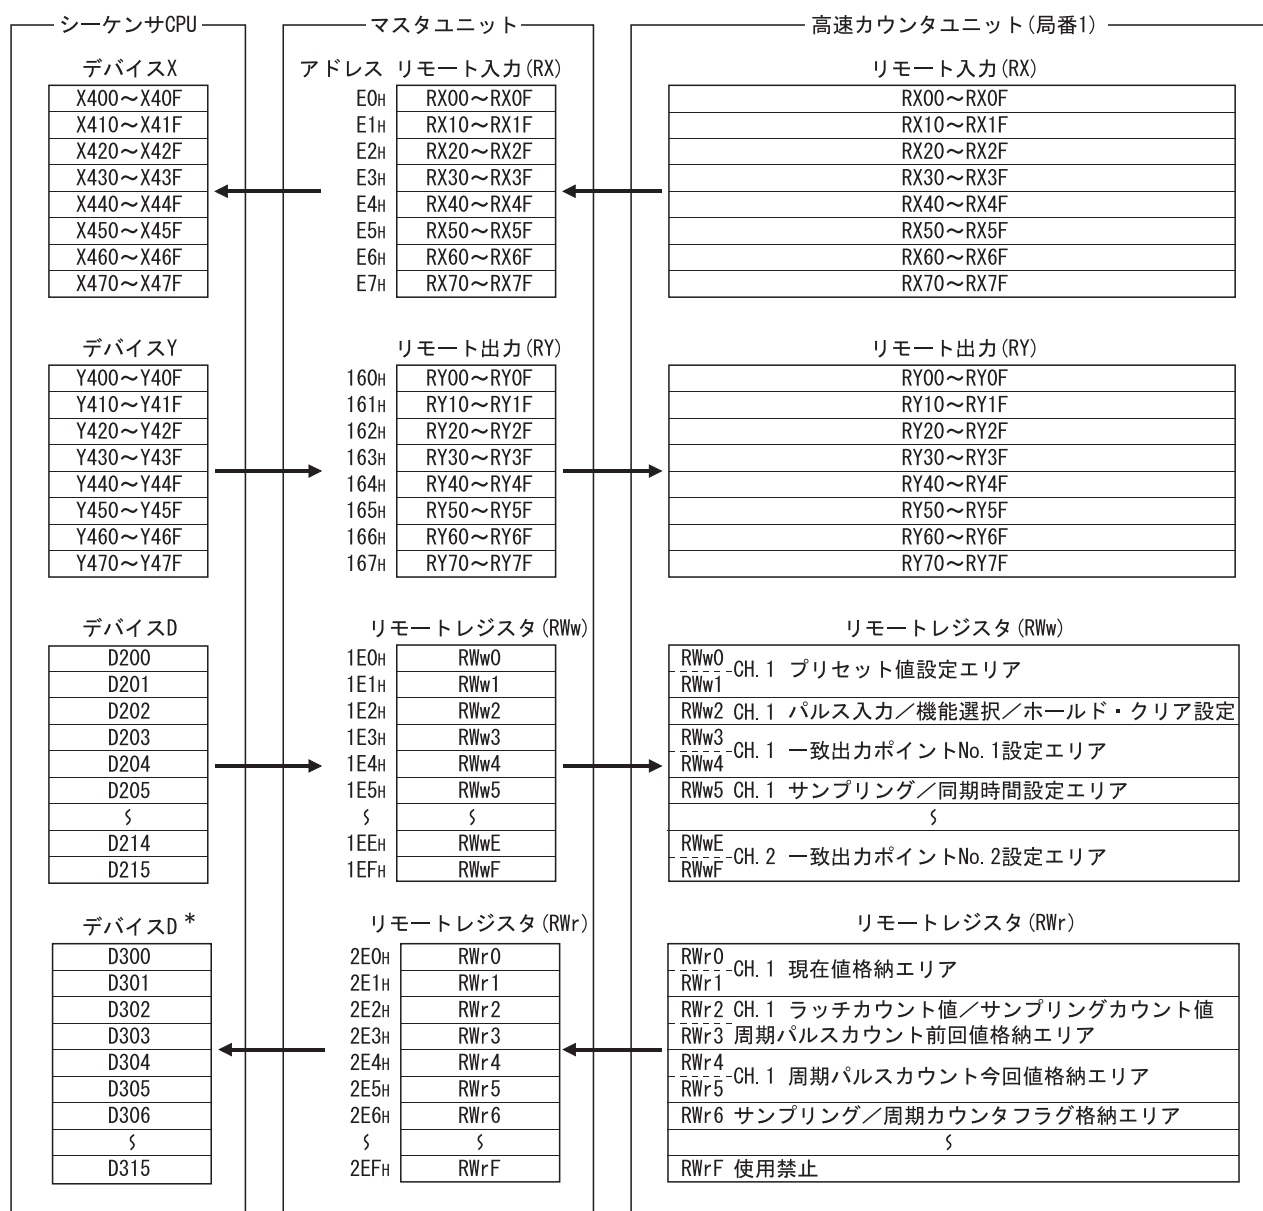 シーケンサCPU マスタユニット 高速カウンタユニット(局番1)
デバイスX アドレス リモート入力(RX) リモート入力(RX)
X400～X40F E0H RX00～RX0F RX00～RX0F
X410～X41F E1H RX10～RX1F RX10～RX1F
X420～X42F E2H RX20～RX2F RX20～RX2F
X430～X43F E3H RX30～RX3F RX30～RX3F
X440～X44F E4H RX40～RX4F RX40～RX4F
X450～X45F E5H RX50～RX5F RX50～RX5F
X460～X46F E6H RX60～RX6F RX60～RX6F
X470～X47F E7H RX70～RX7F RX70～RX7F
デバイスY リモート出力(RY) リモート出力(RY)
Y400～Y40F 160H RY00～RY0F RY00～RY0F
Y410～Y41F 161H RY10～RY1F RY10～RY1F
Y420～Y42F 162H RY20～RY2F RY20～RY2F
Y430～Y43F 163H RY30～RY3F RY30～RY3F
Y440～Y44F 164H RY40～RY4F RY40～RY4F
Y450～Y45F 165H RY50～RY5F RY50～RY5F
Y460～Y46F 166H RY60～RY6F RY60～RY6F
Y470～Y47F 167H RY70～RY7F RY70～RY7F
デバイスD リモートレジスタ(RWw) リモートレジスタ(RWw)
D200 1E0H RWw0 RWw0 CH.1 プリセット値設定エリア
D201 1E1H RWw1 RWw1
D202 1E2H RWw2 RWw2 CH.1 パルス入力／機能選択／ホールド・クリア設定
D203 1E3H RWw3 RWw3 CH.1 一致出力ポイントNo.1設定エリア
D204 1E4H RWw4 RWw4
D205 1E5H RWw5 RWw5 CH.1 サンプリング／同期時間設定エリア
∫ ∫ ∫ ∫
D214 1EEH RWwE RWwE CH.2 一致出力ポイントNo.2設定エリア
D215 1EFH RWwF RWwF
デバイスD＊ リモートレジスタ(RWr) リモートレジスタ(RWr)
D300 2E0H RWr0 RWr0 CH.1 現在値格納エリア
D301 2E1H RWr1 RWr1
D302 2E2H RWr2 RWr2 CH.1 ラッチカウント値／サンプリングカウント値
D303 2E3H RWr3 RWr3 周期パルスカウント前回値格納エリア
D304 2E4H RWr4 RWr4 CH.1 周期パルスカウント今回値格納エリア
D305 2E5H RWr5 RWr5
D306 2E6H RWr6 RWr6 サンプリング／周期カウンタフラグ格納エリア
∫ ∫ ∫ ∫
D315 2EFH RWrF RWrF 使用禁止